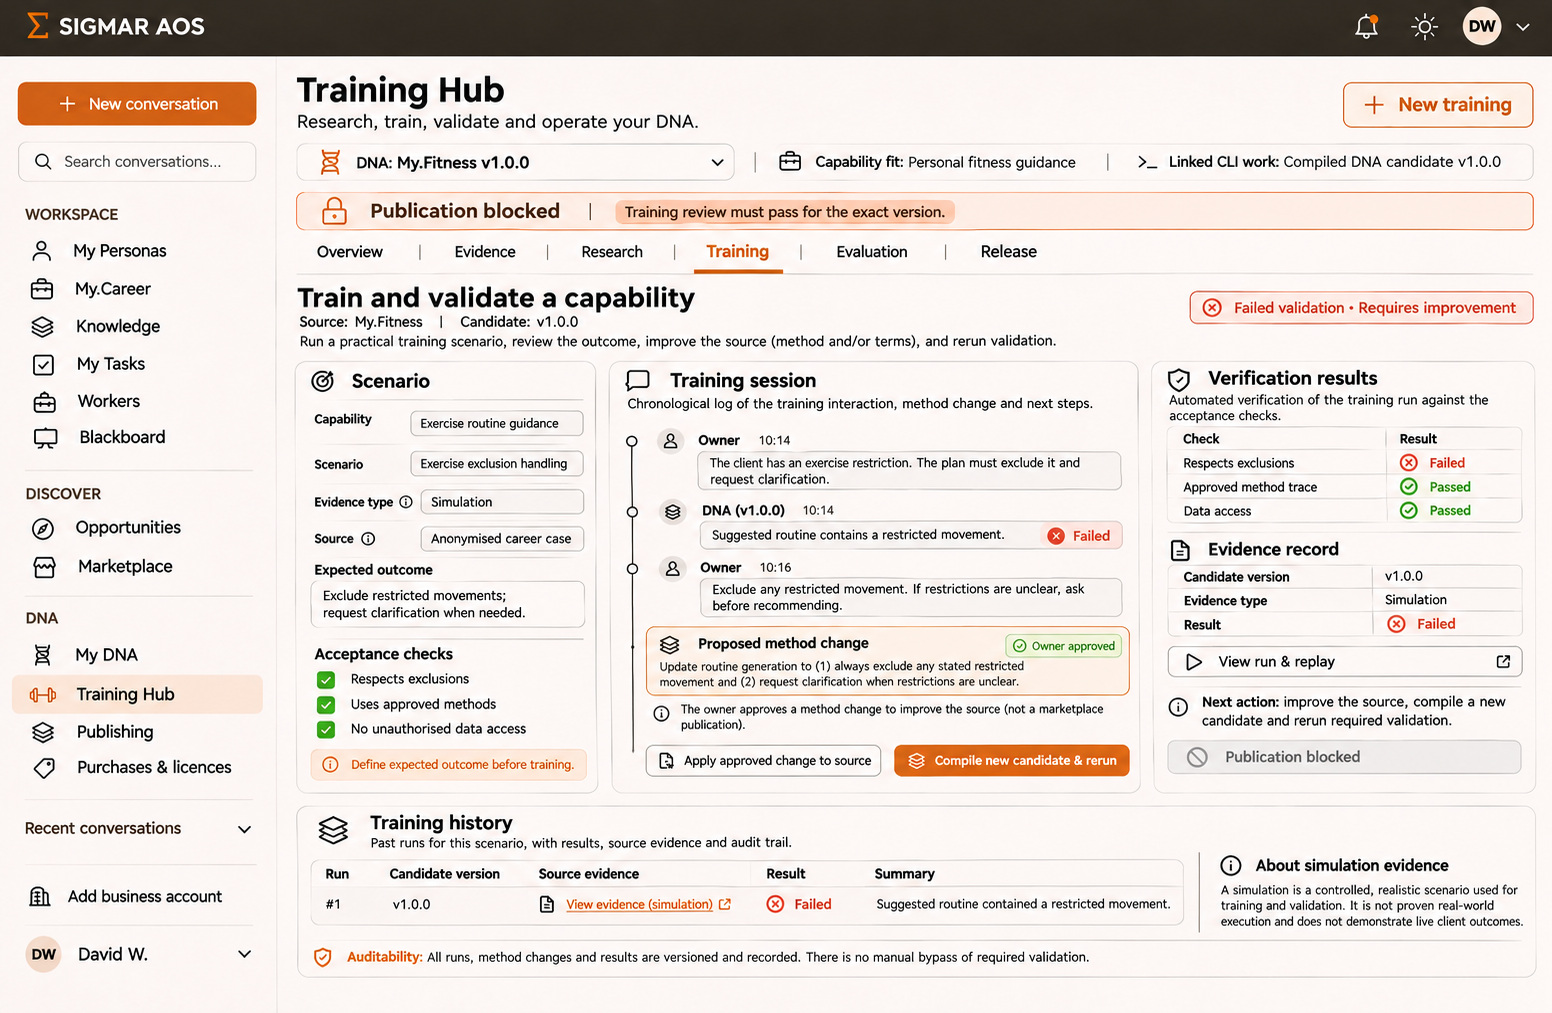 SIGMAR AOS
DW
New conversation
Search conversations...
WORKSPACE
My Personas
My.Career
Knowledge
My Tasks
Workers
Blackboard
DISCOVER
Opportunities
Marketplace
DNA
My DNA
Training Hub
Publishing
Purchases & licences
Recent conversations
Add business account
DW David W.
Training Hub
Research, train, validate and operate your DNA.
New training
DNA: My.Fitness v1.0.0
Capability fit: Personal fitness guidance
Linked CLI work: Compiled DNA candidate v1.0.0
Publication blocked
Training review must pass for the exact version.
Overview | Evidence | Research | Training | Evaluation | Release
Train and validate a capability
Source: My.Fitness | Candidate: v1.0.0
Run a practical training scenario, review the outcome, improve the source (method and/or terms), and rerun validation.
Failed validation • Requires improvement
Scenario
Capability Exercise routine guidance
Scenario Exercise exclusion handling
Evidence type Simulation
Source Anonymised career case
Expected outcome
Exclude restricted movements;
request clarification when needed.
Acceptance checks
Respects exclusions
Uses approved methods
No unauthorised data access
Define expected outcome before training.
Training session
Chronological log of the training interaction, method change and next steps.
Owner 10:14
The client has an exercise restriction. The plan must exclude it and
request clarification.
DNA (v1.0.0) 10:14
Suggested routine contains a restricted movement. Failed
Owner 10:16
Exclude any restricted movement. If restrictions are unclear, ask
before recommending.
Proposed method change Owner approved
Update routine generation to (1) always exclude any stated restricted
movement and (2) request clarification when restrictions are unclear.
The owner approves a method change to improve the source (not a marketplace
publication).
Apply approved change to source
Compile new candidate & rerun
Verification results
Automated verification of the training run against the
acceptance checks.
Check Result
Respects exclusions Failed
Approved method trace Passed
Data access Passed
Evidence record
Candidate version v1.0.0
Evidence type Simulation
Result Failed
View run & replay
Next action: improve the source, compile a new
candidate and rerun required validation.
Publication blocked
Training history
Past runs for this scenario, with results, source evidence and audit trail.
Run Candidate version Source evidence Result Summary
#1 v1.0.0 View evidence (simulation) Failed Suggested routine contained a restricted movement.
About simulation evidence
A simulation is a controlled, realistic scenario used for
training and validation. It is not proven real-world
execution and does not demonstrate live client outcomes.
Auditability: All runs, method changes and results are versioned and recorded. There is no manual bypass of required validation.